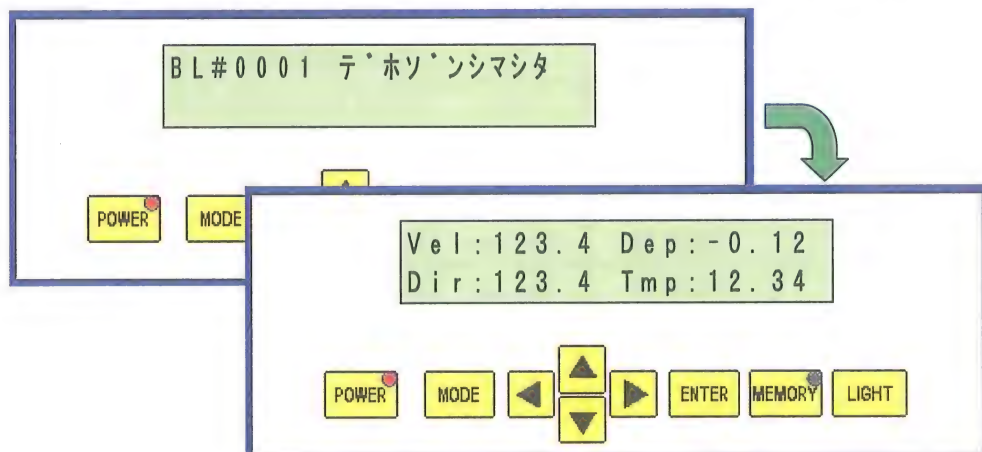 BL#0001 デホゾンシマシタ
POWER MODE
Vel:123.4 Dep:-0.12
Dir:123.4 Tmp:12.34
POWER MODE ENTER MEMORY LIGHT